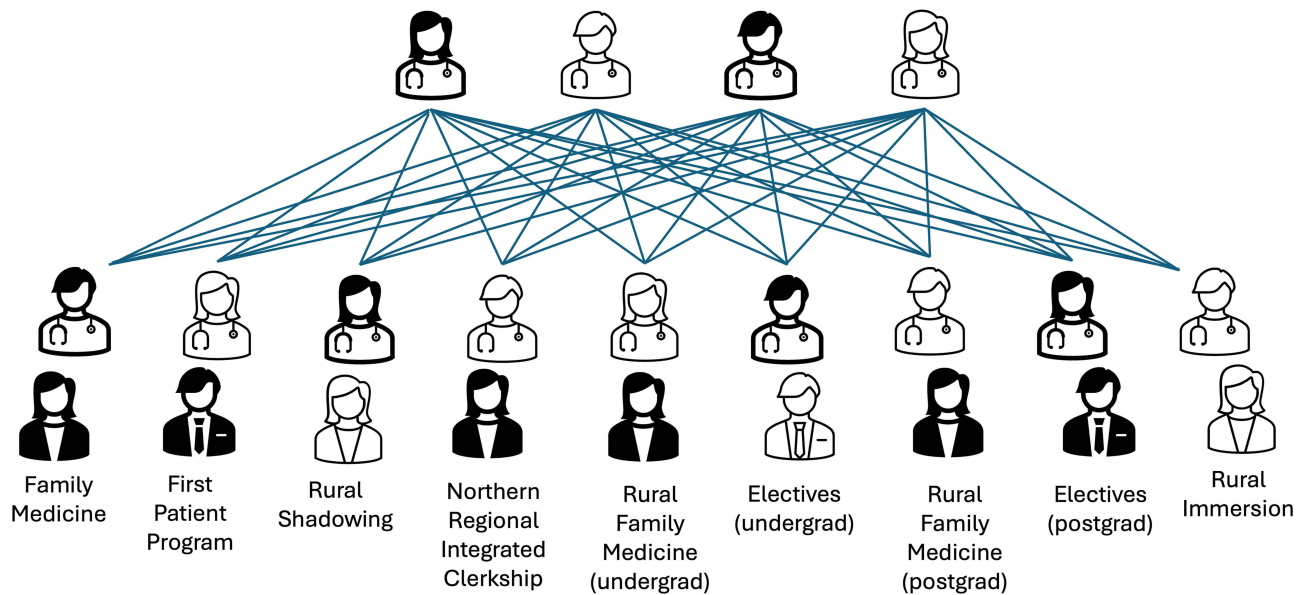 Family
Medicine
First
Patient
Program
Rural
Shadowing
Northern
Regional
Integrated
Clerkship
Rural
Family
Medicine
(undergrad)
Electives
(undergrad)
Rural
Family
Medicine
(postgrad)
Electives
(postgrad)
Rural
Immersion